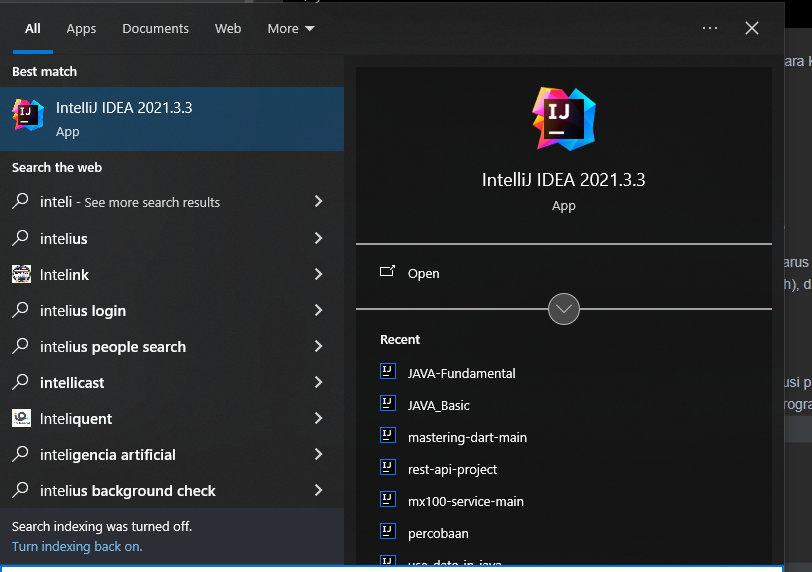 All Apps Documents Web More
Best match
IntelliJ IDEA 2021.3.3
App
Search the web
inteli - See more search results
intelius
Intelink
intelius login
intelius people search
intellicast
Inteliquent
inteligencia artificial
intelius background check
Search indexing was turned off.
Turn indexing back on.
IJ
IntelliJ IDEA 2021.3.3
App
Open
Recent
JAVA-Fundamental
JAVA_Basic
mastering-dart-main
rest-api-project
mx100-service-main
percobaan
use_date_in_java
ara K
arus
h), d
usi p
rogra